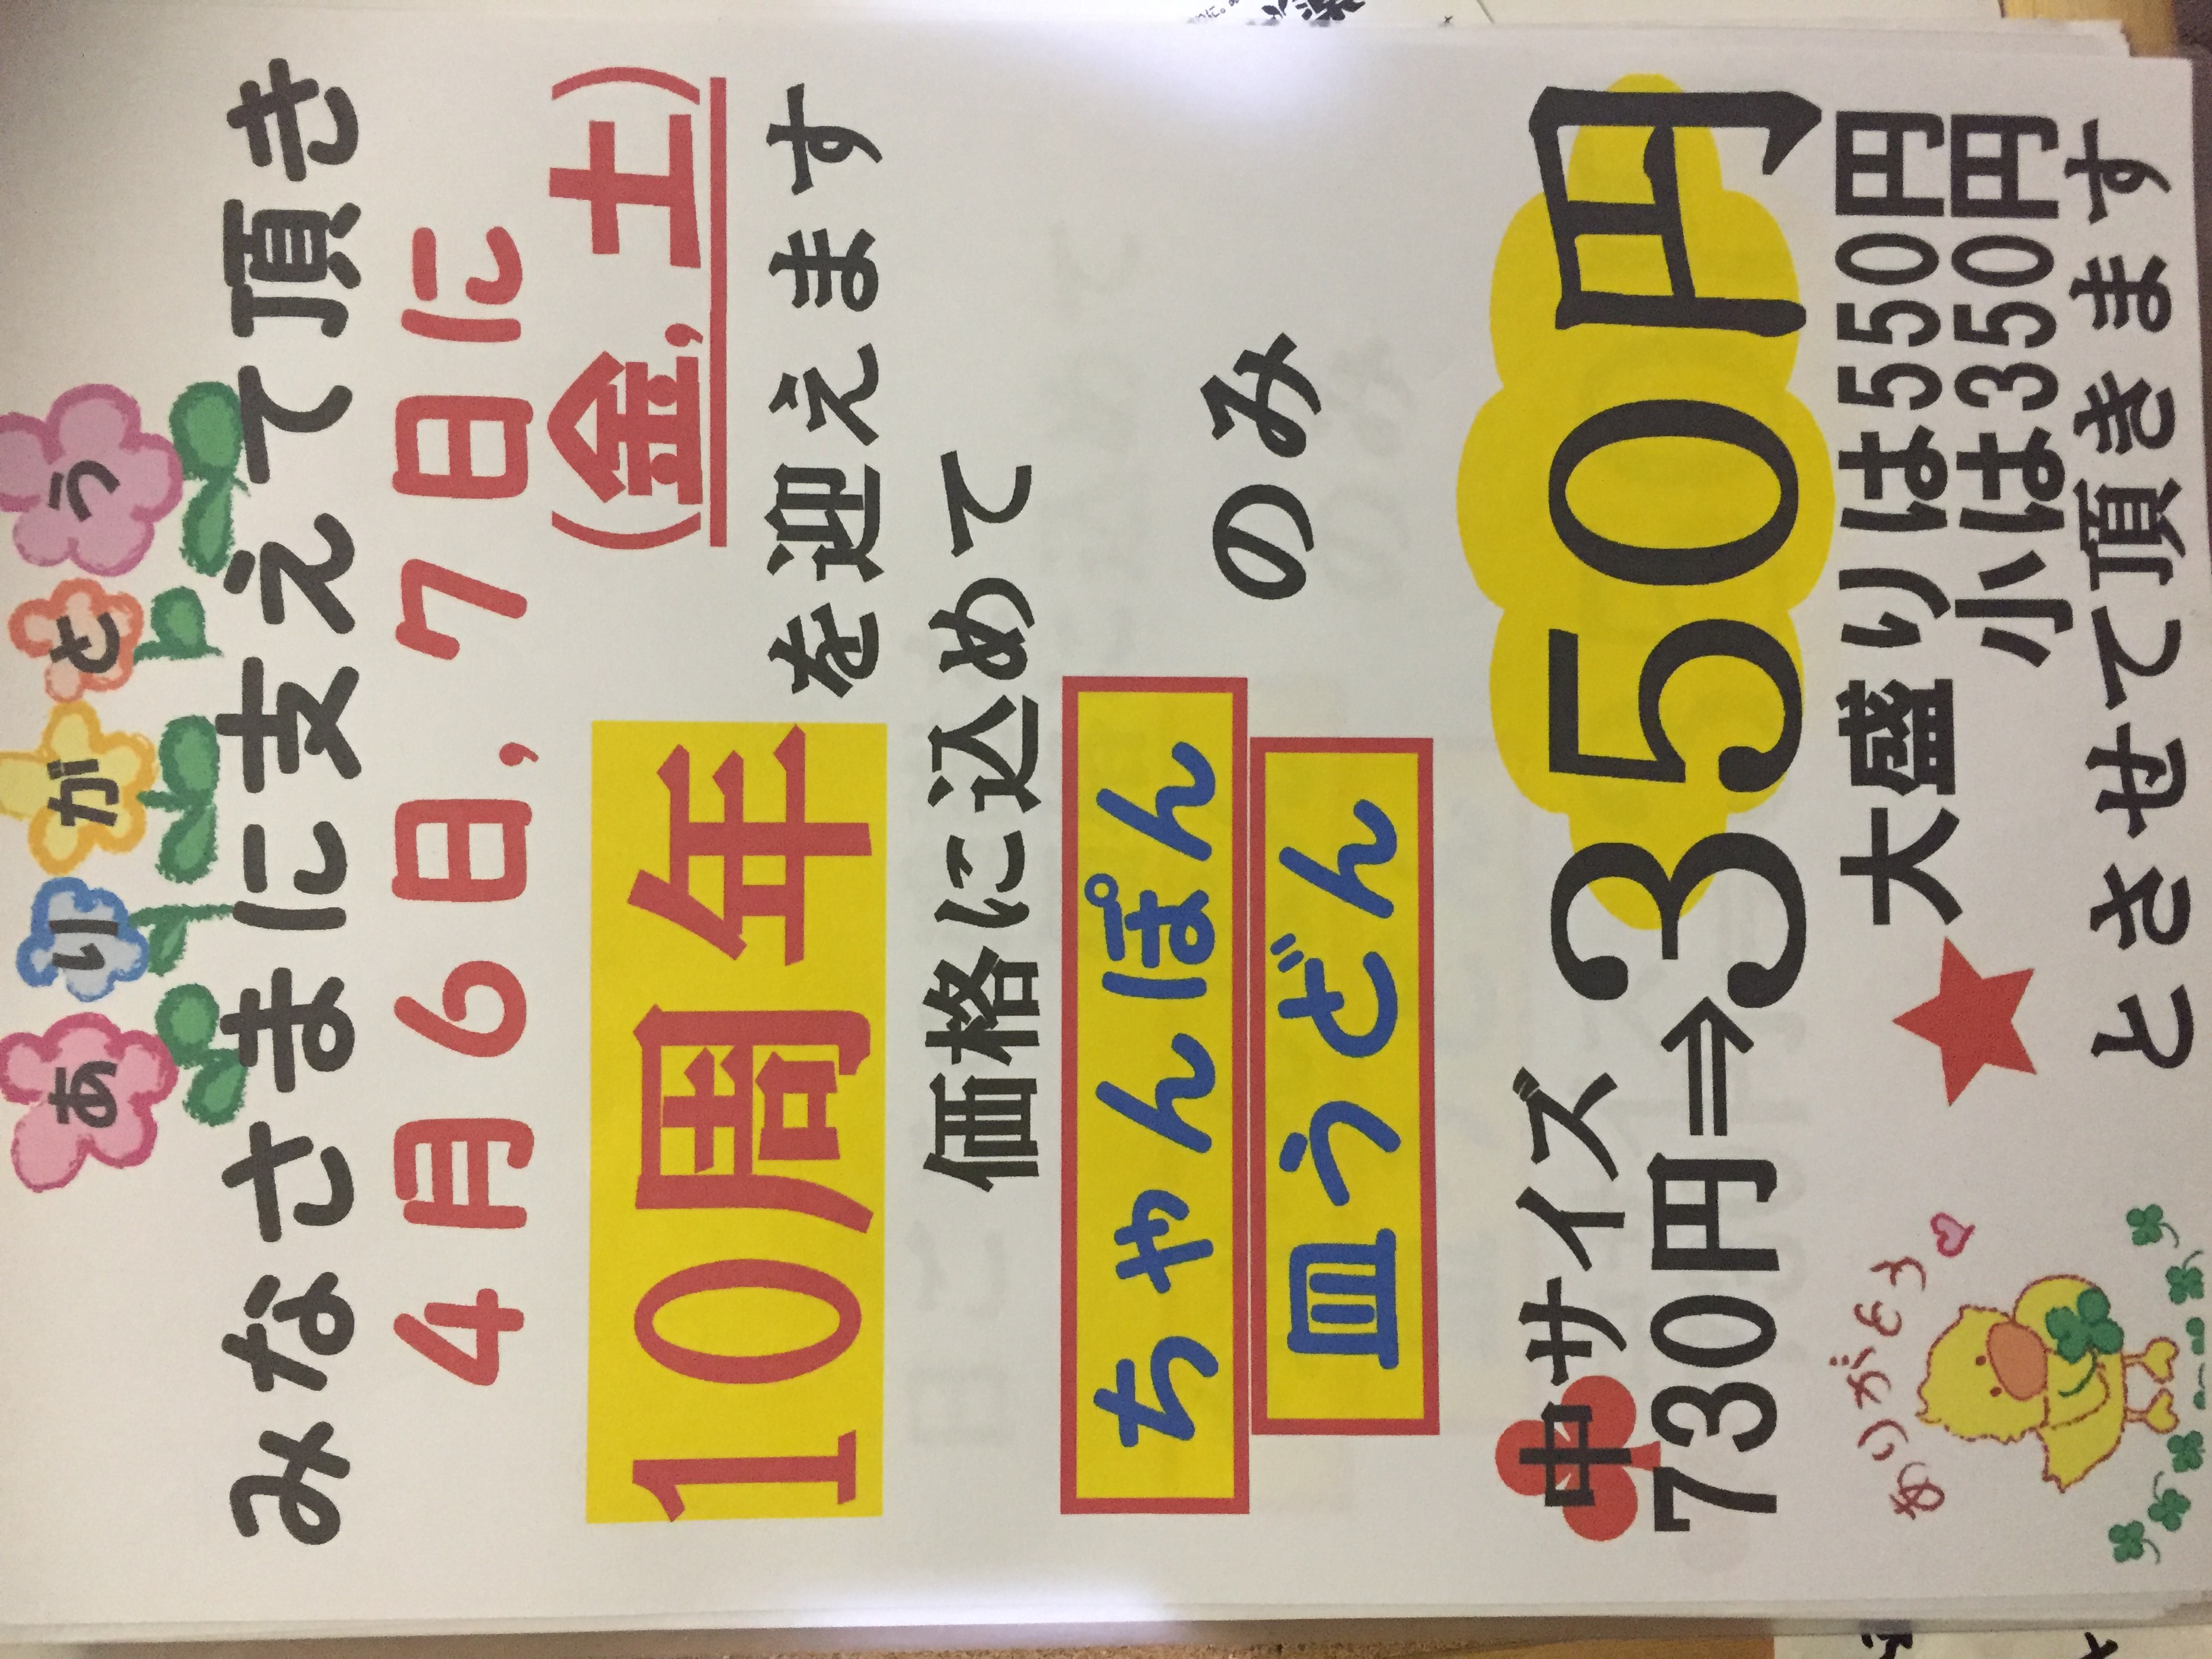 ありがとう
みなさまに支えて頂き
4月6日,7日に
(金,土)
10周年を迎えます
価格に込めて
ちゃんぽん
皿うどん
のみ
中サイズ
730円⇒350円
★大盛りは550円
小は350円
とさせて頂きます
ありがとう